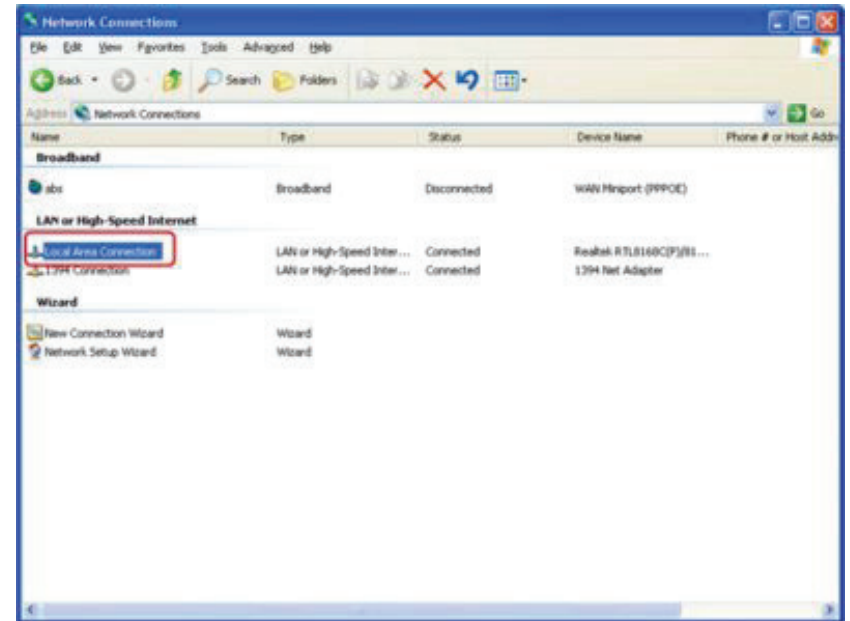 Network Connections
File Edit View Favorites Tools Advanced Help
Back Search Folders
Address Network Connections Go
Name Type Status Device Name Phone # or Host Addre
Broadband
abs Broadband Disconnected WAN Miniport (PPPOE)
LAN or High-Speed Internet
Local Area Connection LAN or High-Speed Inter... Connected Realtek RTL8168C(P)/81...
1394 Connection LAN or High-Speed Inter... Connected 1394 Net Adapter
Wizard
New Connection Wizard Wizard
Network Setup Wizard Wizard